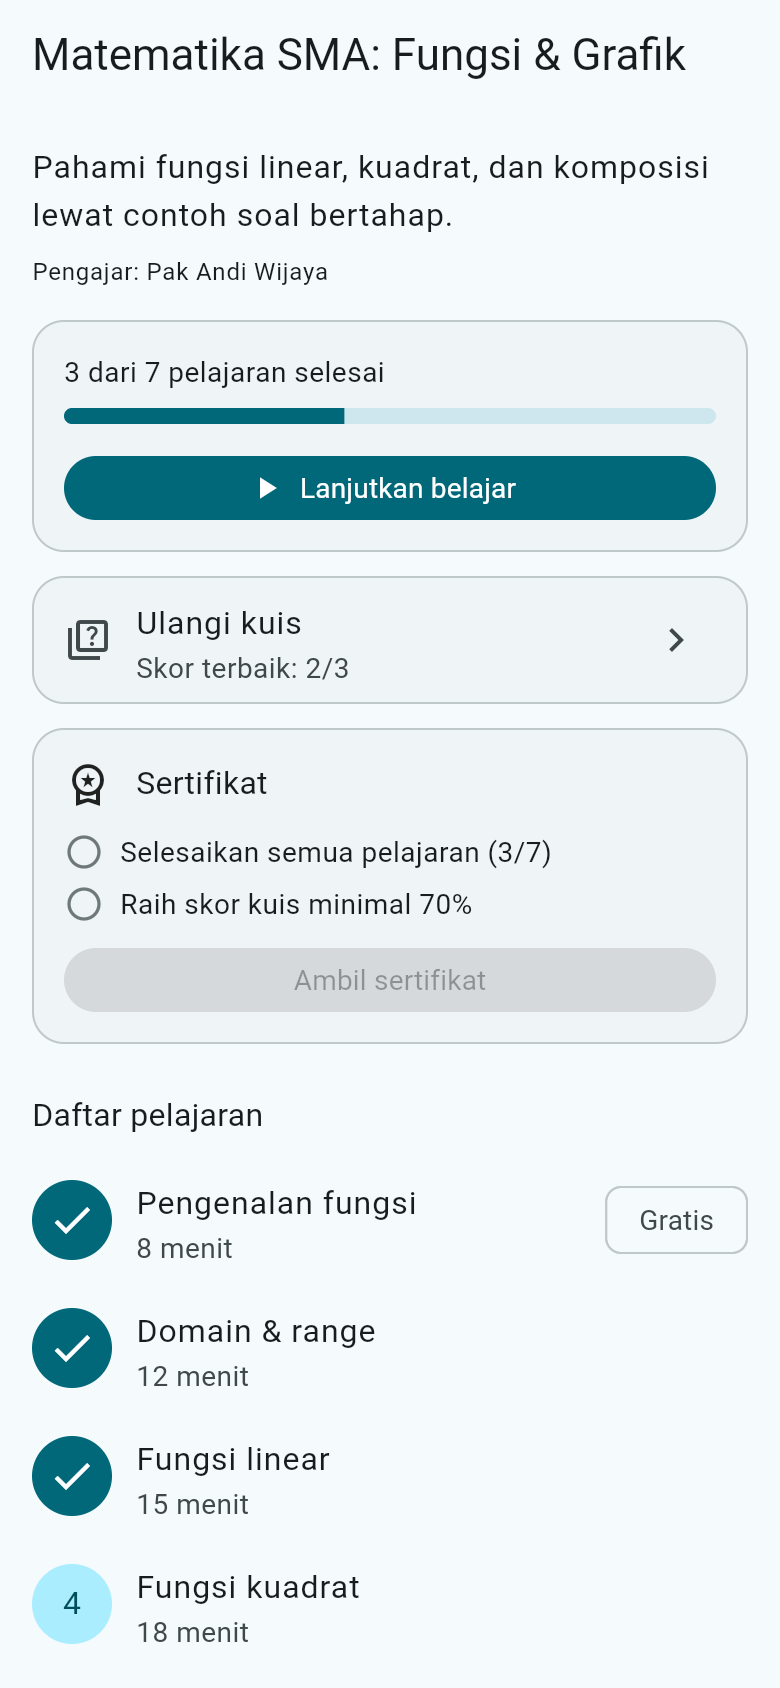 Matematika SMA: Fungsi & Grafik
Pahami fungsi linear, kuadrat, dan komposisi
lewat contoh soal bertahap.
Pengajar: Pak Andi Wijaya
3 dari 7 pelajaran selesai
Lanjutkan belajar
?
Ulangi kuis
Skor terbaik: 2/3
Sertifikat
Selesaikan semua pelajaran (3/7)
Raih skor kuis minimal 70%
Ambil sertifikat
Daftar pelajaran
Pengenalan fungsi
8 menit
Gratis
Domain & range
12 menit
Fungsi linear
15 menit
4
Fungsi kuadrat
18 menit